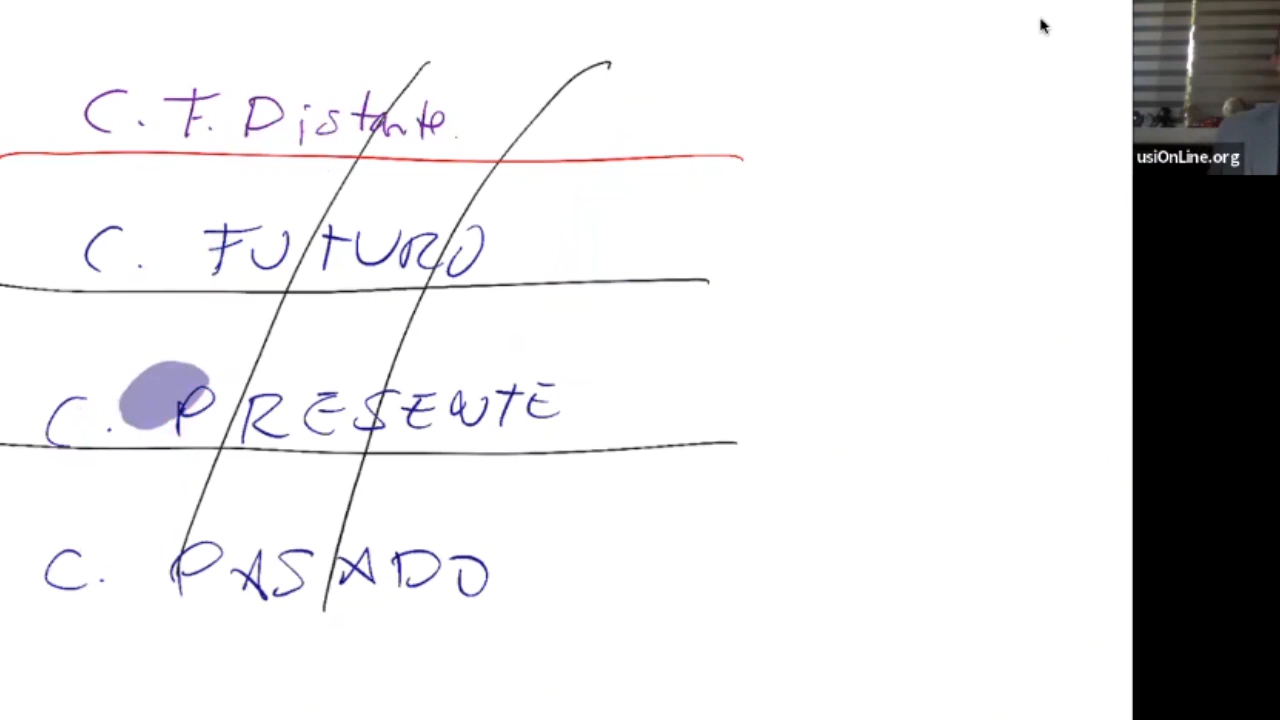 C. F. Distante.
C. FUTURO
C. PRESENTE
C. PASADO
usiOnLine.org